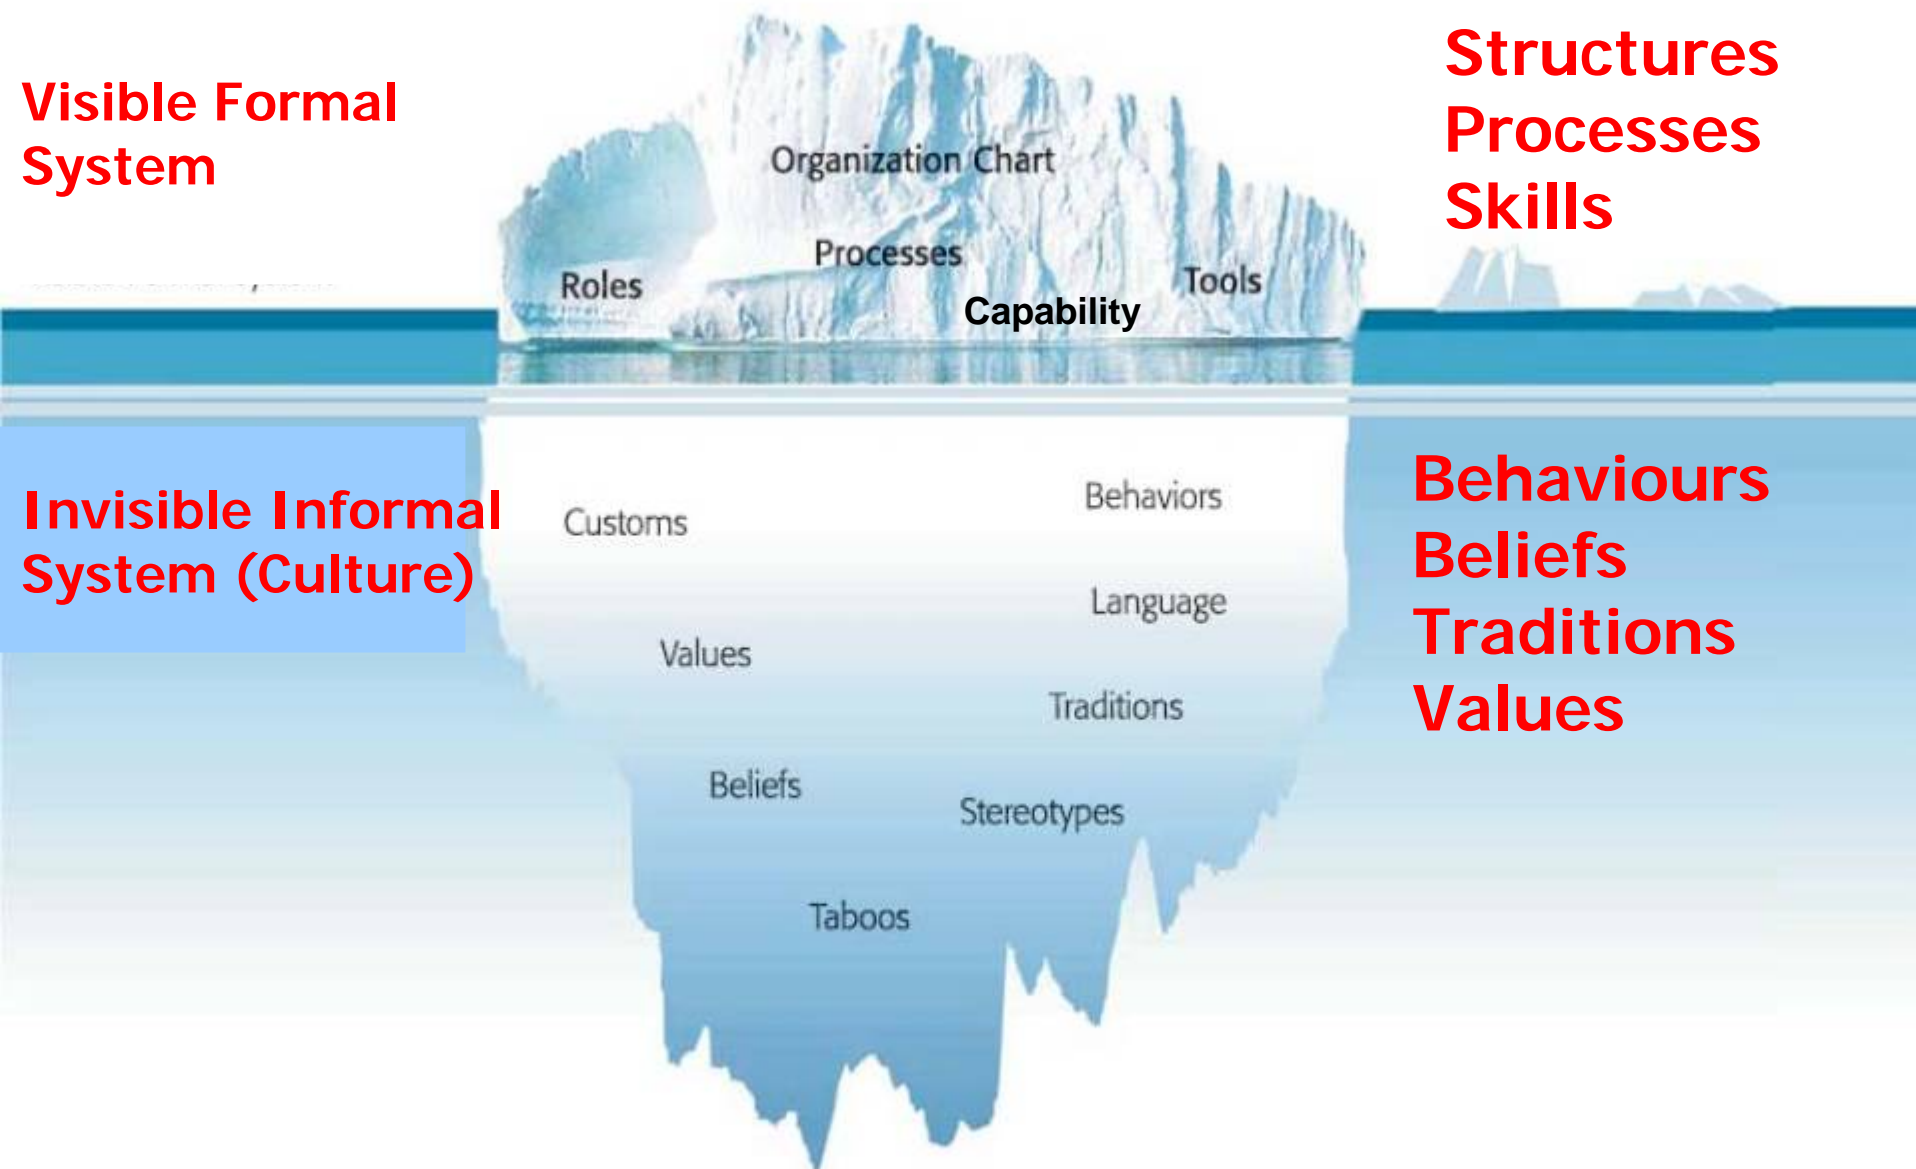 Visible Formal
System
Structures
Processes
Skills
Organization Chart
Processes
Roles
Tools
Capability
Invisible Informal
System (Culture)
Customs
Behaviors
Language
Values
Traditions
Beliefs
Stereotypes
Taboos
Behaviours
Beliefs
Traditions
Values